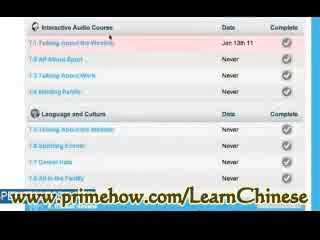 Interactive Audio Course Date Complete
7.1 Talking About the Weather Jan 13th 11
7.2 All About Sport Never
7.3 Talking About Work Never
7.4 Meeting Family Never
Language and Culture Date Complete
7.5 Talking About the Weather Never
7.6 Sporting Never
7.7 Career Never
7.8 All in the Family Never
www.primehow.com/LearnChinese